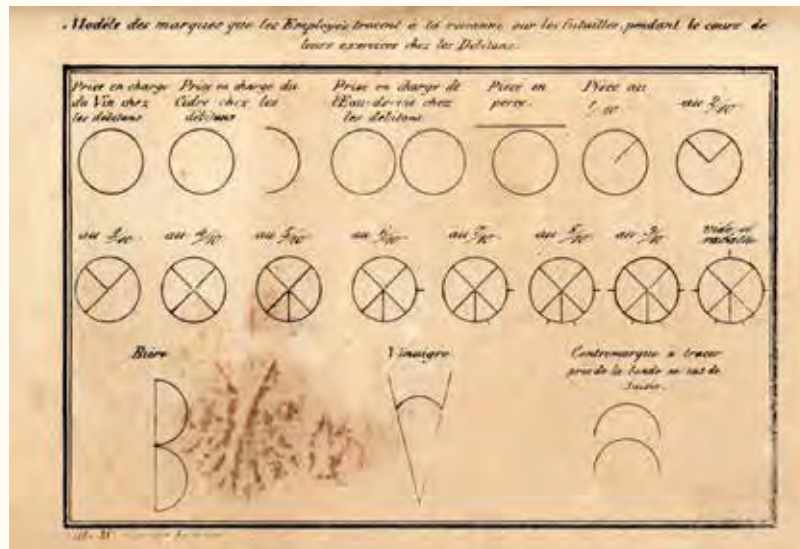 Modèle des marques que les Employés tracent à la rouanne sur les futailles, pendant le cours de
leurs exercices chez les Débitans.
Prise en charge
du Vin chez
les débitans
Prise en charge du
Cidre chez les
débitans
Prise en charge de
l'Eau-de-vie chez
les débitans
Pièce en
perce.
Pièce au
1/10
au 2/10
au 3/10
au 4/10
au 5/10
au 6/10
au 7/10
au 8/10
au 9/10
vide et
Bière
Vinaigre
Contremarque à tracer
près de la bonde en cas de
Saisie.